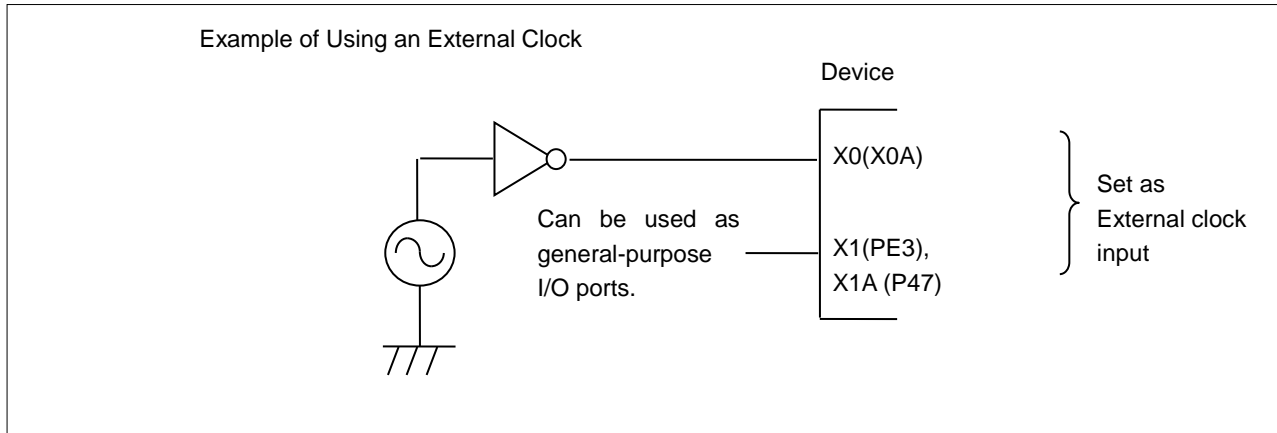 Example of Using an External Clock
Device
X0(X0A)
Can be used as
general-purpose
I/O ports.
X1(PE3),
X1A (P47)
Set as
External clock
input